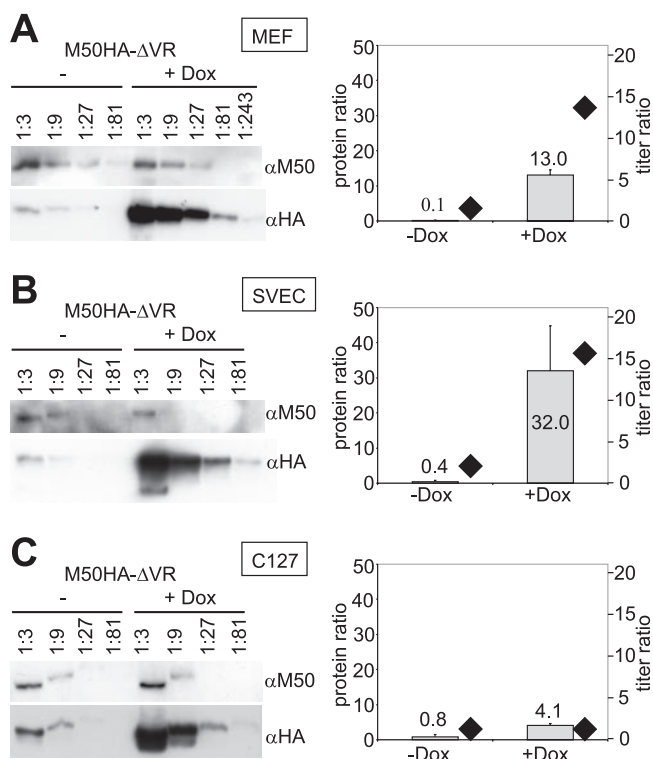 A
MEF
M50HA-ΔVR
- + Dox
1:3 1:9 1:27 1:81 1:3 1:9 1:27 1:81 1:243
αM50
αHA
protein ratio
50
40
30
20
10
0
0.1
13.0
-Dox +Dox
20
15
10
5
0
titer ratio
B
SVEC
M50HA-ΔVR
- + Dox
1:3 1:9 1:27 1:81 1:3 1:9 1:27 1:81
αM50
αHA
protein ratio
50
40
30
20
10
0
0.4
32.0
-Dox +Dox
20
15
10
5
0
titer ratio
C
C127
M50HA-ΔVR
- + Dox
1:3 1:9 1:27 1:81 1:3 1:9 1:27 1:81
αM50
αHA
protein ratio
50
40
30
20
10
0
0.8
4.1
-Dox +Dox
20
15
10
5
0
titer ratio